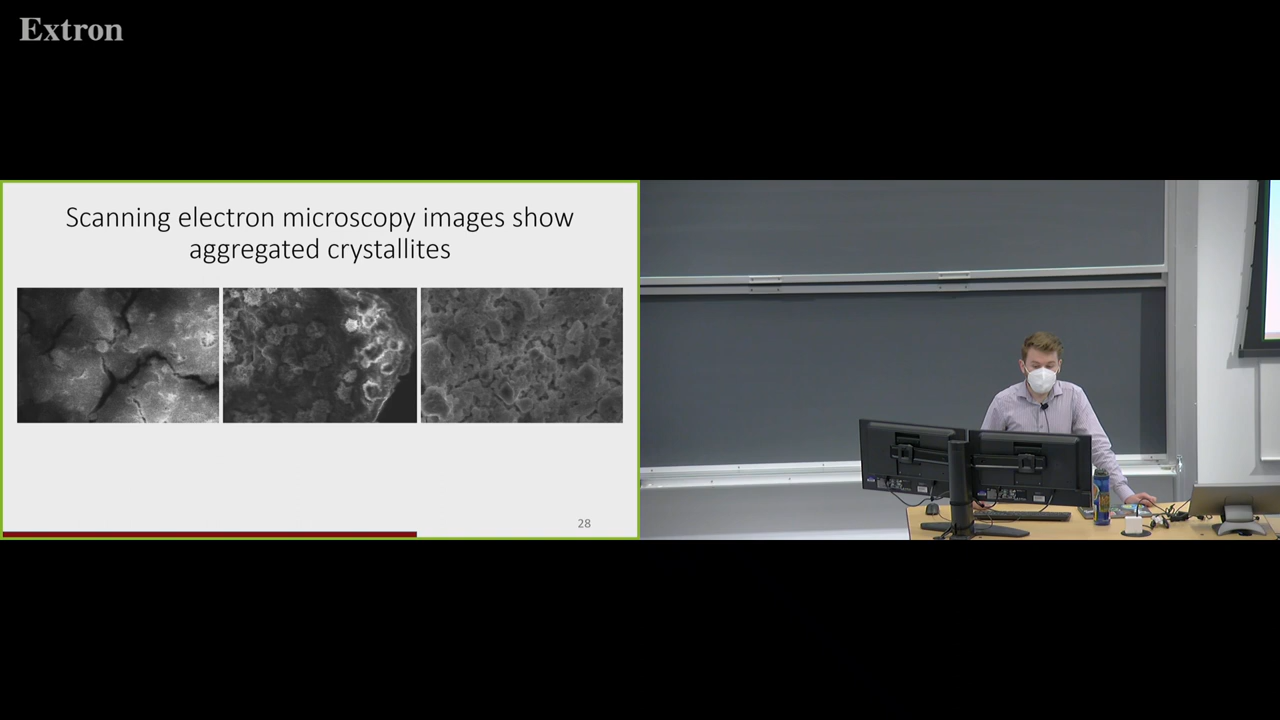 Extron
Scanning electron microscopy images show
aggregated crystallites
28